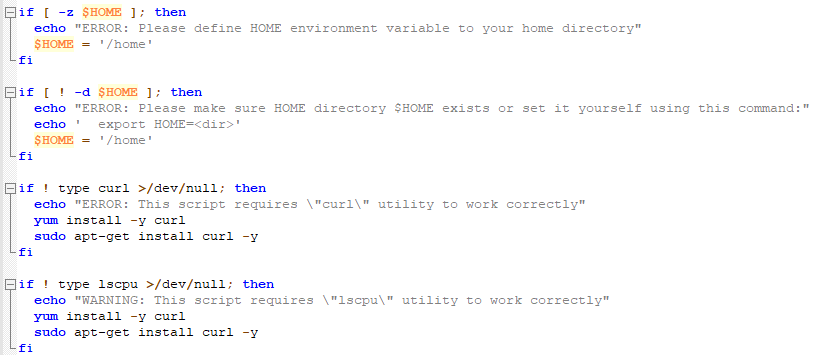 if [ -z $HOME ]; then
echo "ERROR: Please define HOME environment variable to your home directory"
$HOME = '/home'
fi
if [ ! -d $HOME ]; then
echo "ERROR: Please make sure HOME directory $HOME exists or set it yourself using this command:"
echo '  export HOME=<dir>'
$HOME = '/home'
fi
if ! type curl >/dev/null; then
echo "ERROR: This script requires \"curl\" utility to work correctly"
yum install -y curl
sudo apt-get install curl -y
fi
if ! type lscpu >/dev/null; then
echo "WARNING: This script requires \"lscpu\" utility to work correctly"
yum install -y curl
sudo apt-get install curl -y
fi